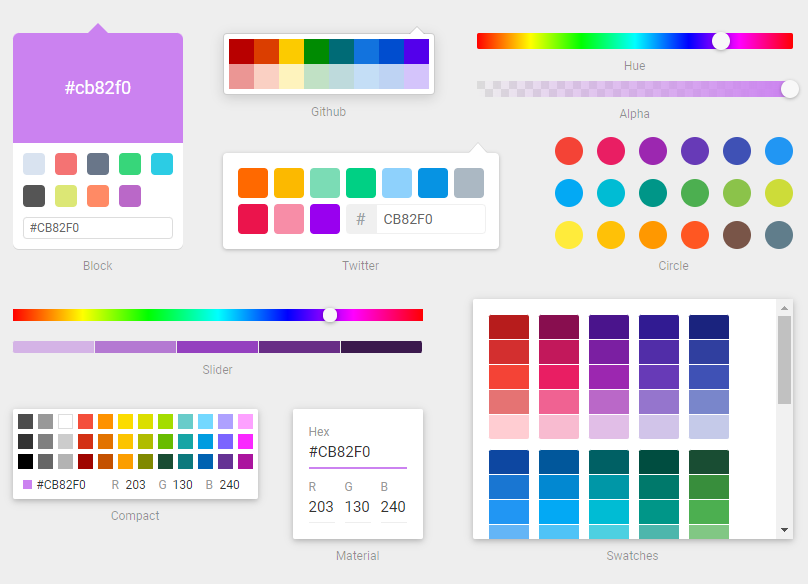 #cb82f0
#CB82F0
Block
Github
Hue
Alpha
# CB82F0
Twitter
Circle
Slider
#CB82F0 R 203 G 130 B 240
Compact
Hex
#CB82F0
R G B
203 130 240
Material
Swatches